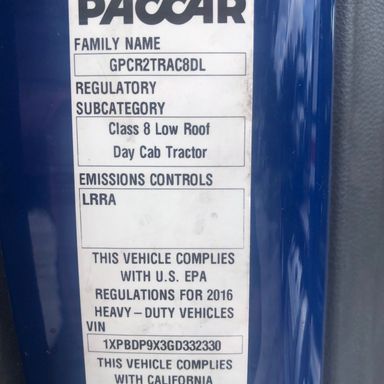 PACCAR
FAMILY NAME
GPCR2TRAC8DL
REGULATORY
SUBCATEGORY
Class 8 Low Roof
Day Cab Tractor
EMISSIONS CONTROLS
LRRA
THIS VEHICLE COMPLIES
WITH U.S. EPA
REGULATIONS FOR 2016
HEAVY – DUTY VEHICLES
VIN
1XPBDP9X3GD332330
THIS VEHICLE COMPLIES
WITH CALIFORNIA